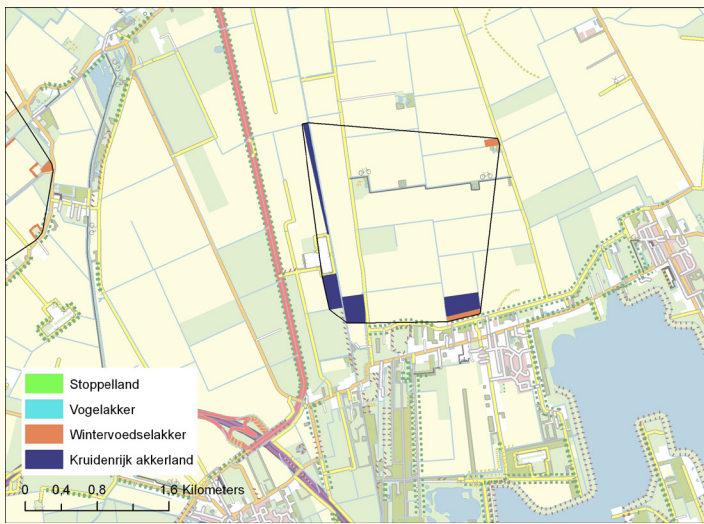 Stoppelland
Vogelakker
Wintervoedselakker
Kruidenrijk akkerland
0 0.4 0.8 1.6 Kilometers